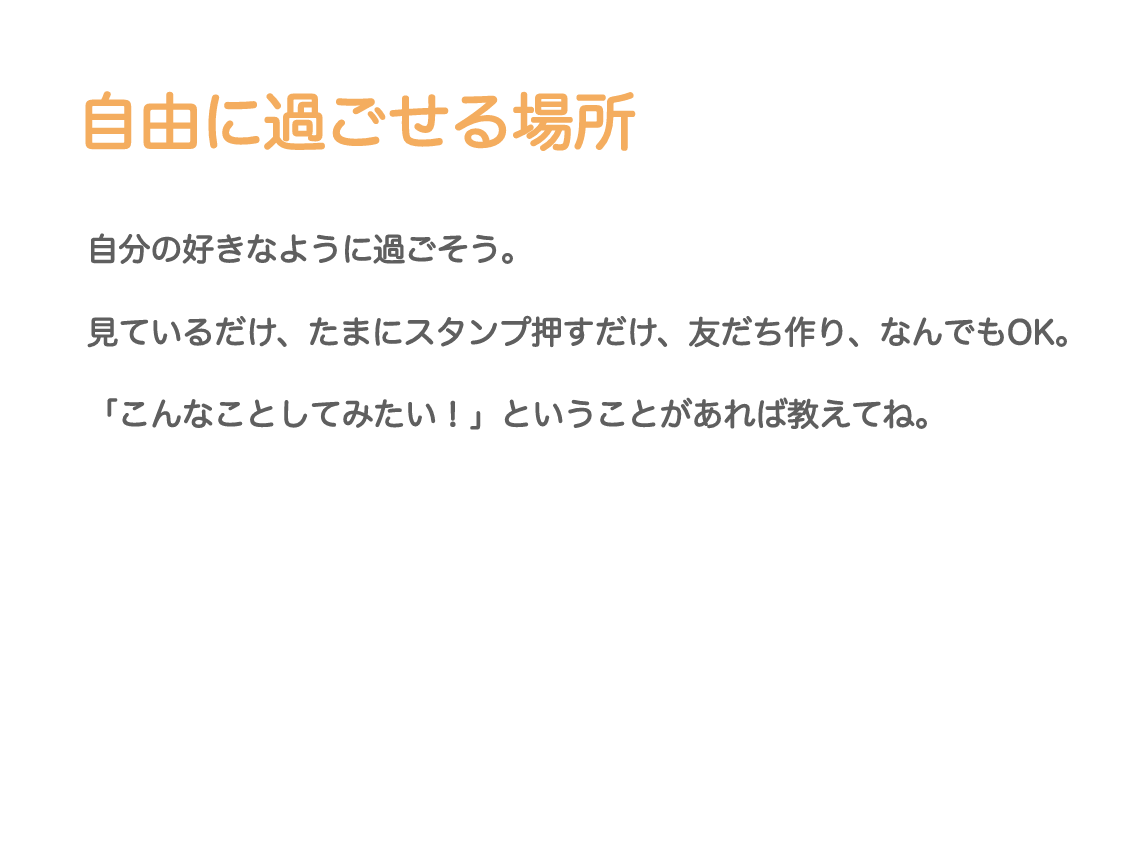 自由に過ごせる場所
自分の好きなように過ごそう。
見ているだけ、たまにスタンプ押すだけ、友だち作り、なんでもOK。
「こんなことしてみたい！」ということがあれば教えてね。